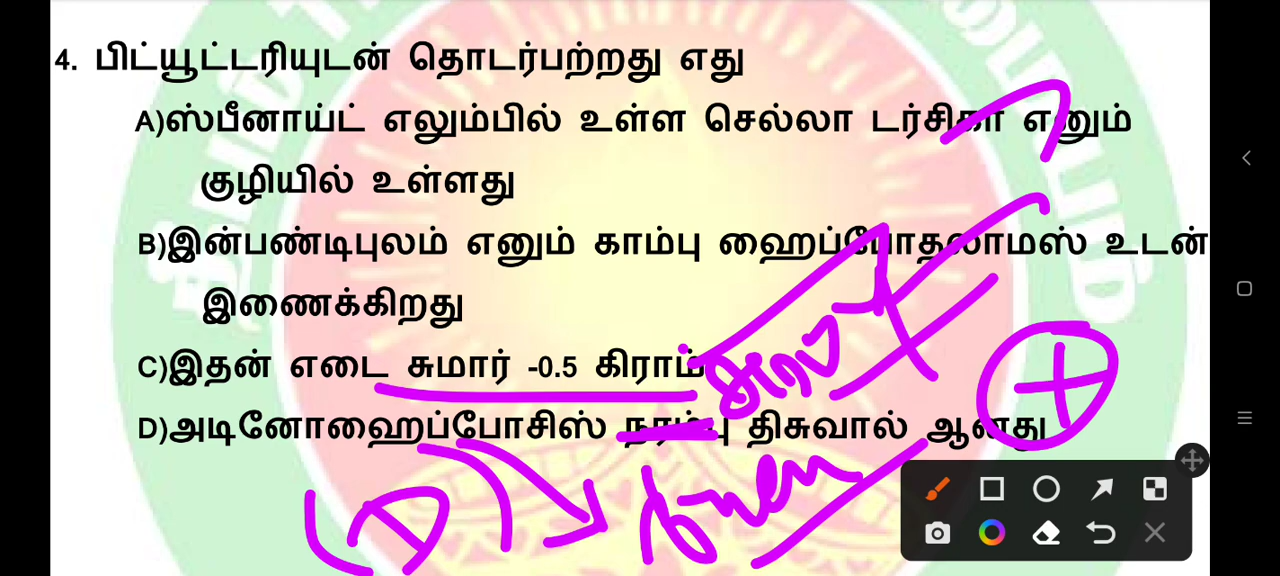 4. பிட்யூட்டரியுடன் தொடர்பற்றது எது
A)ஸ்பீனாய்ட் எலும்பில் உள்ள செல்லா டர்சிகா எனும்
குழியில் உள்ளது
B)இன்பண்டிபுலம் எனும் காம்பு ஹைப்போதலாமஸ் உடன்
இணைக்கிறது
C)இதன் எடை சுமார் -0.5 கிராம்
D)அடினோஹைப்போசிஸ் நரம்பு திசுவால் ஆனது